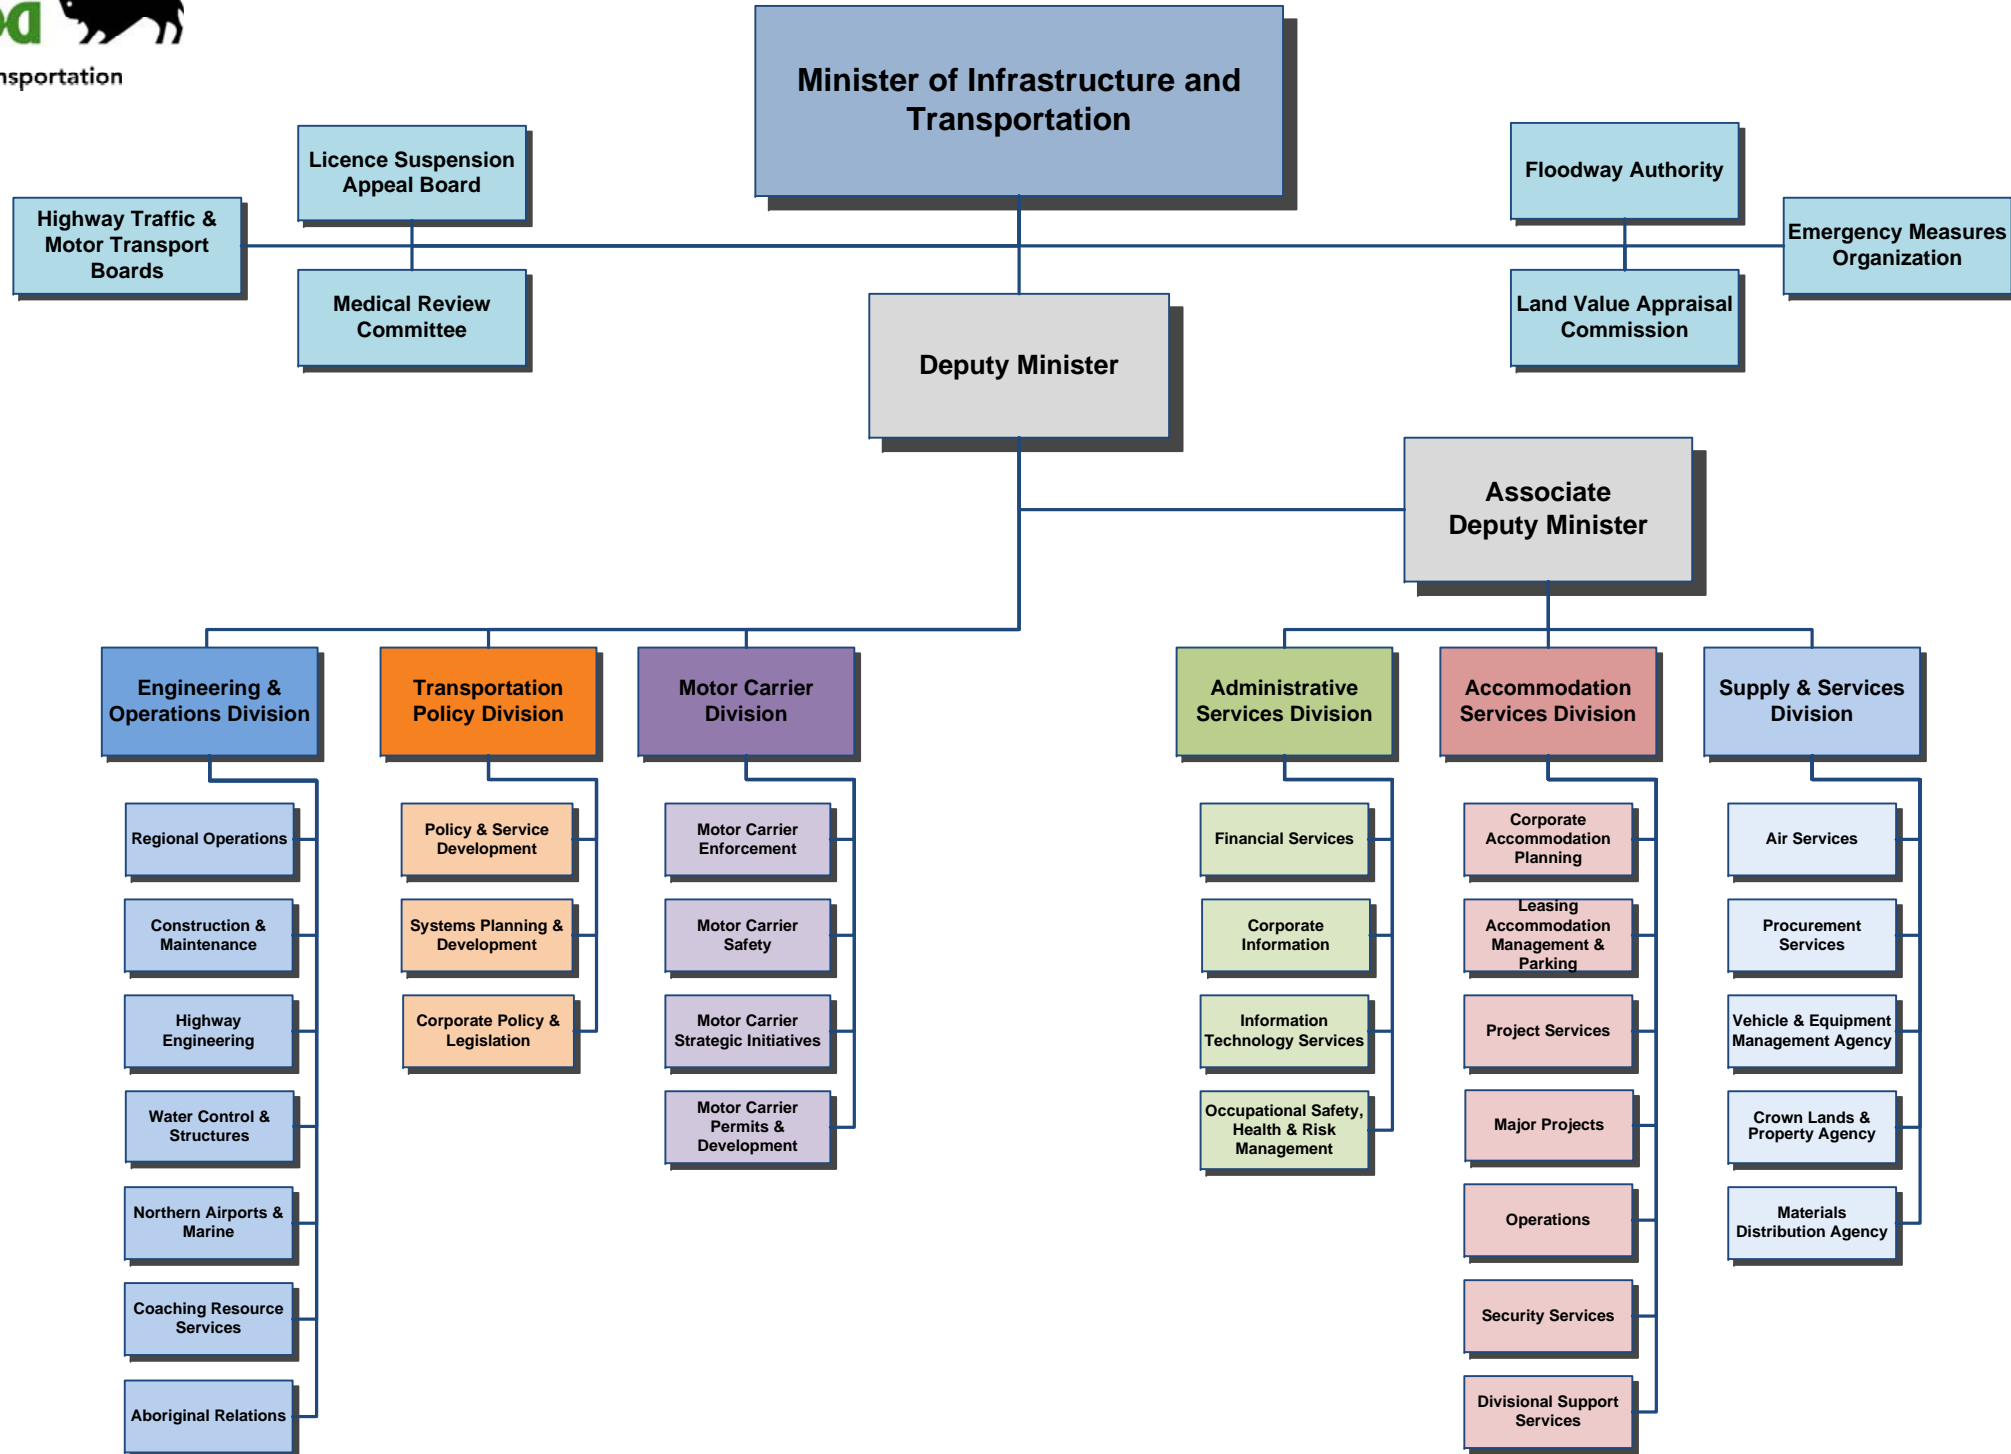 nsportation
Minister of Infrastructure and
Transportation
Licence Suspension
Appeal Board
Floodway Authority
Highway Traffic &
Motor Transport
Boards
Emergency Measures
Organization
Medical Review
Committee
Land Value Appraisal
Commission
Deputy Minister
Associate
Deputy Minister
Engineering &
Operations Division
Transportation
Policy Division
Motor Carrier
Division
Administrative
Services Division
Accommodation
Services Division
Supply & Services
Division
Regional Operations
Construction &
Maintenance
Highway
Engineering
Water Control &
Structures
Northern Airports &
Marine
Coaching Resource
Services
Aboriginal Relations
Policy & Service
Development
Systems Planning &
Development
Corporate Policy &
Legislation
Motor Carrier
Enforcement
Motor Carrier
Safety
Motor Carrier
Strategic Initiatives
Motor Carrier
Permits &
Development
Financial Services
Corporate
Information
Information
Technology Services
Occupational Safety,
Health & Risk
Management
Corporate
Accommodation
Planning
Leasing
Accommodation
Management &
Parking
Project Services
Major Projects
Operations
Security Services
Divisional Support
Services
Air Services
Procurement
Services
Vehicle & Equipment
Management Agency
Crown Lands &
Property Agency
Materials
Distribution Agency